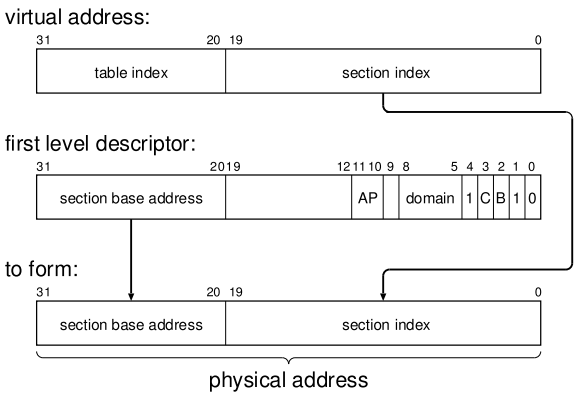 virtual address:
31 20 19 0
table index section index
first level descriptor:
31 20 19 12 11 10 9 8 5 4 3 2 1 0
section base address AP domain 1 C B 1 0
to form:
31 20 19 0
section base address section index
physical address